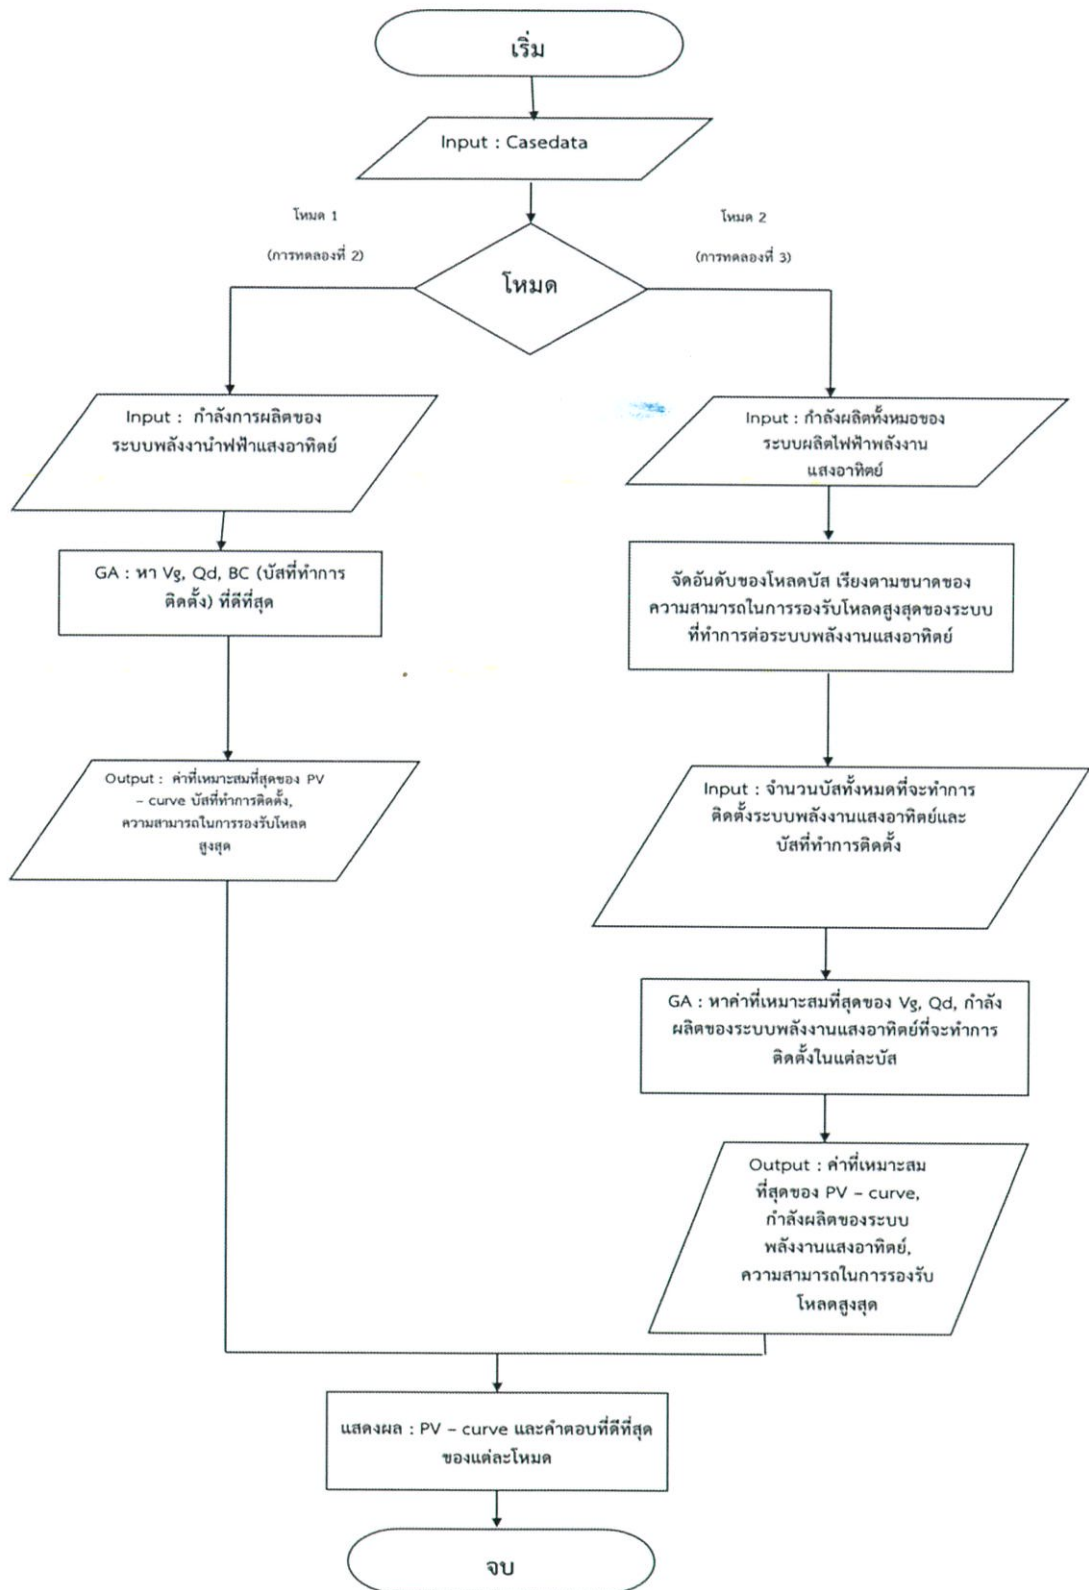 เริ่ม
Input : Casedata
โหมด 1
(การทดลองที่ 2)
โหมด 2
(การทดลองที่ 3)
โหมด
Input : กำลังการผลิตของ
ระบบพลังงานำฟฟ้าแสงอาทิตย์
GA : หา Vg, Qd, BC (บัสที่ทำการ
ติดตั้ง) ที่ดีที่สุด
Output : ค่าที่เหมาะสมที่สุดของ PV
– curve บัสที่ทำการติดตั้ง,
ความสามารถในการรองรับโหลด
สูงสุด
Input : กำลังผลิตทั้งหมอของ
ระบบผลิตไฟฟ้าพลังงาน
แสงอาทิตย์
จัดอันดับของโหลดบัส เรียงตามขนาดของ
ความสามารถในการรองรับโหลดสูงสุดของระบบ
ที่ทำการต่อระบบพลังงานแสงอาทิตย์
Input : จำนวนบัสทั้งหมดที่จะทำการ
ติดตั้งระบบพลังงานแสงอาทิตย์และ
บัสที่ทำการติดตั้ง
GA : หาค่าที่เหมาะสมที่สุดของ Vg, Qd, กำลัง
ผลิตของระบบพลังงานแสงอาทิตย์ที่จะทำการ
ติดตั้งในแต่ละบัส
Output : ค่าที่เหมาะสม
ที่สุดของ PV – curve,
กำลังผลิตของระบบ
พลังงานแสงอาทิตย์,
ความสามารถในการรองรับ
โหลดสูงสุด
แสดงผล : PV – curve และคำตอบที่ดีที่สุด
ของแต่ละโหมด
จบ